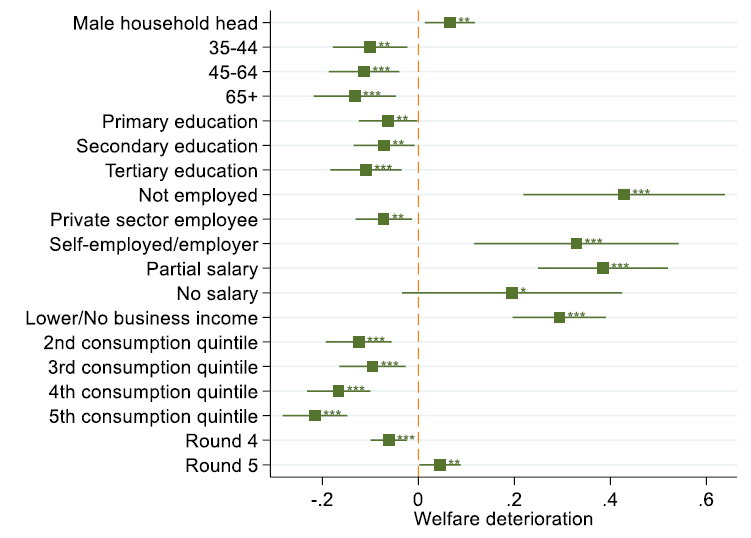 Male household head **
35-44 **
45-64 ***
65+ ***
Primary education **
Secondary education **
Tertiary education ***
Not employed ***
Private sector employee **
Self-employed/employer ***
Partial salary ***
No salary *
Lower/No business income ***
2nd consumption quintile ***
3rd consumption quintile ***
4th consumption quintile ***
5th consumption quintile ***
Round 4 ***
Round 5 **
-.2 0 .2 .4 .6
Welfare deterioration